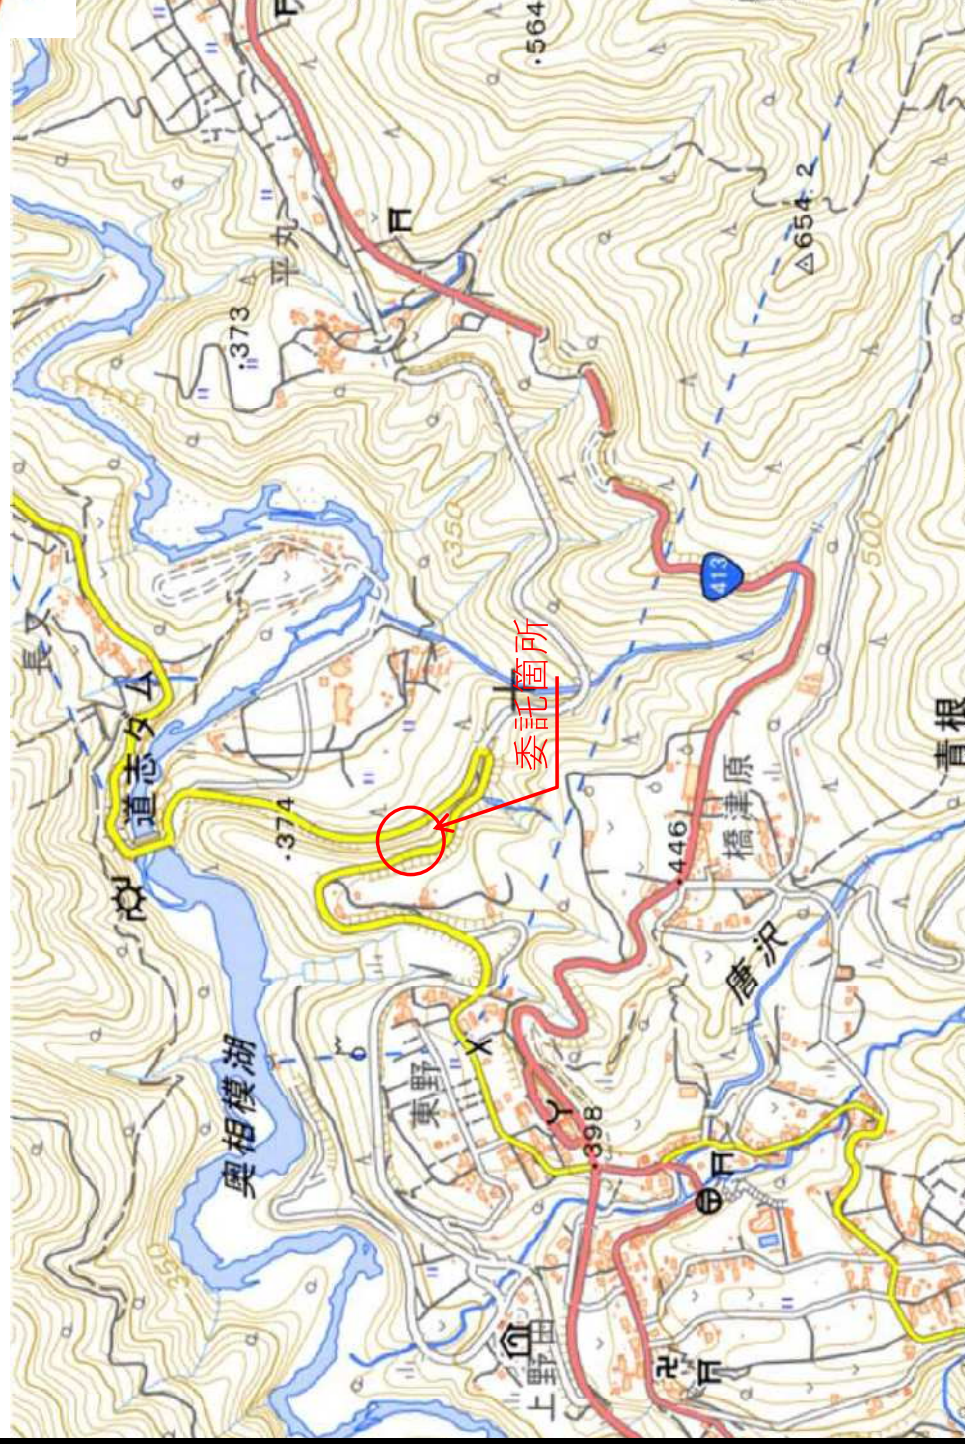 .564
平丸
.373
△654.2
350
500
長又
413
道志ダム
委託箇所
.374
.446
橋津原
青根
唐沢
奥相模湖
東野
.398
350
上野田